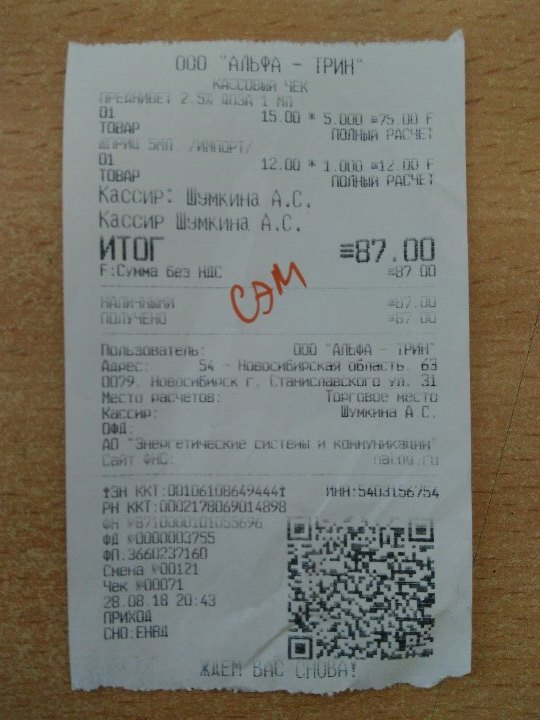 ООО "АЛЬФА - ТРИН"
КАССОВЫЙ ЧЕК
ПРЕДНИВЕТ 2.5% ДОЗА 1 МЛ
01 15.00 * 5.000 =75.00 F
ТОВАР ПОЛНЫЙ РАСЧЕТ
ШПРИЦ 5МЛ. /ИМПОРТ/
01 12.00 * 1.000 =12.00 F
ТОВАР ПОЛНЫЙ РАСЧЕТ
Кассир: Шумкина А.С.
Кассир Шумкина А.С.
ИТОГ =87.00
F:Сумма без НДС =87 00
САМ
НАЛИЧНЫМИ =87.00
ПОЛУЧЕНО =87.00
Пользователь: ООО "АЛЬФА - ТРИН"
Адрес: 54 - Новосибирская область. 63
0079. Новосибирск г. Станиславского ул. 31
Место расчетов: Торговое место
Кассир: Шумкина А С.
ОФД:
АО "Энергетические системы и коммуникации"
Сайт ФНС: nalog.ru
ЗН ККТ:00106108649444 ИНН:5403156754
РН ККТ:0002178069014898
ФН №8710000101055696
ФД №0000003755
ФП:3660237160
Смена №00121
Чек №00071
28.08.18 20:43
ПРИХОД
СНО:ЕНВД
ЖДЕМ ВАС СНОВА!